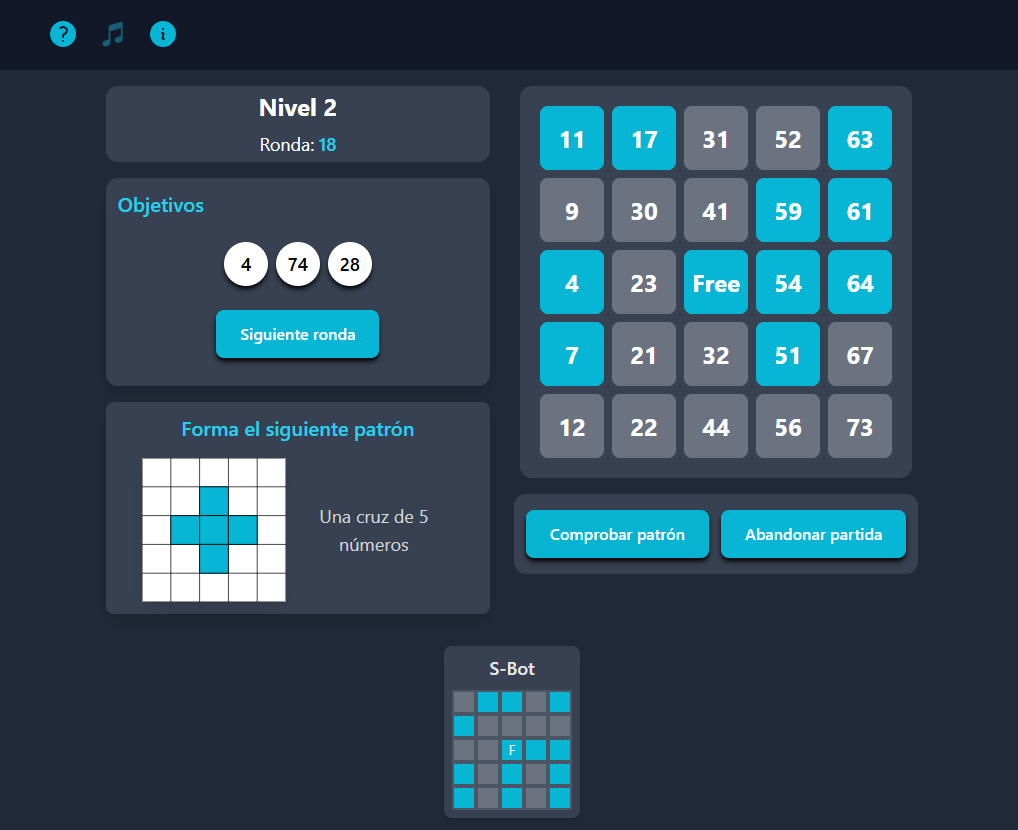 ?
i
Nivel 2
Ronda: 18
Objetivos
4 74 28
Siguiente ronda
Forma el siguiente patrón
Una cruz de 5
números
11 17 31 52 63
9 30 41 59 61
4 23 Free 54 64
7 21 32 51 67
12 22 44 56 73
Comprobar patrón
Abandonar partida
S-Bot
F